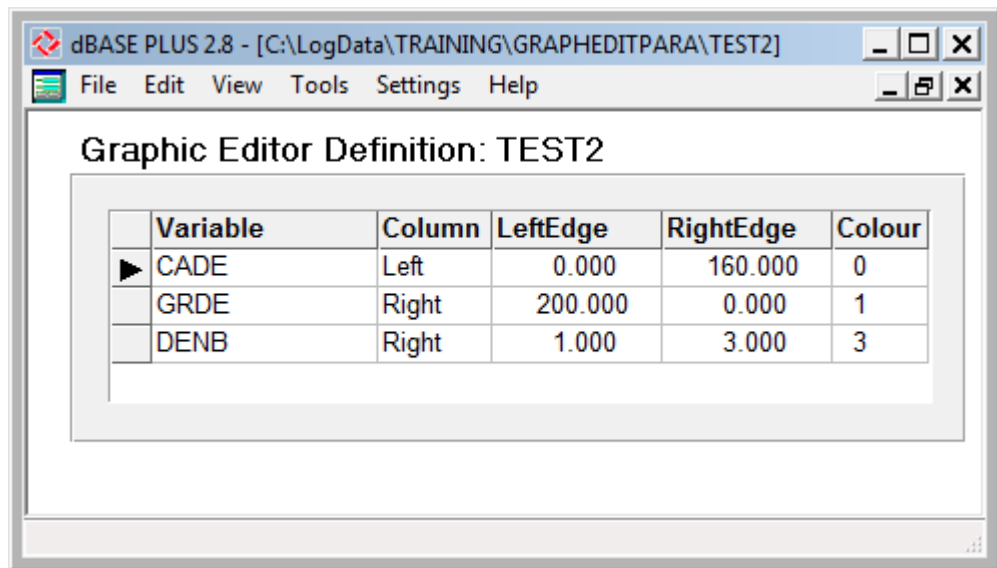 dBASE PLUS 2.8 - [C:\LogData\TRAINING\GRAPHEDITPARA\TEST2]
File Edit View Tools Settings Help
Graphic Editor Definition: TEST2
Variable Column LeftEdge RightEdge Colour
CADE Left 0.000 160.000 0
GRDE Right 200.000 0.000 1
DENB Right 1.000 3.000 3